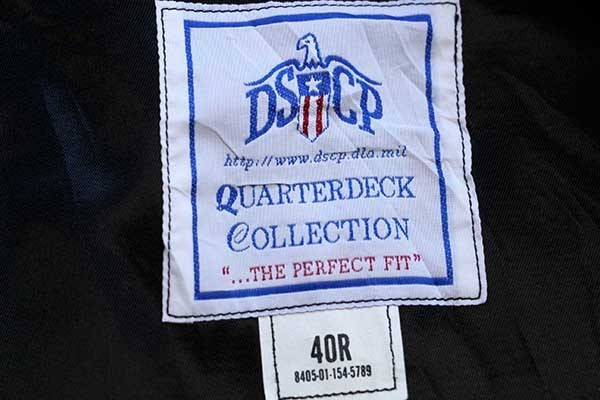 DSCP
http://www.dscp.dla.mil
QUARTERDECK
COLLECTION
"...THE PERFECT FIT"
40R
8405-01-154-5789